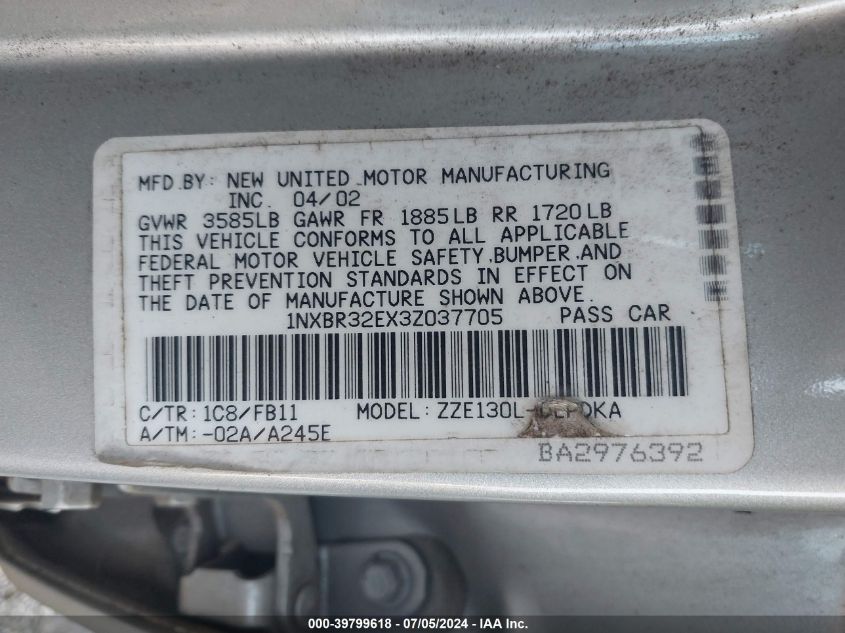 MFD.BY: NEW UNITED MOTOR MANUFACTURING
INC. 04/02
GVWR 3585LB GAWR FR 1885LB RR 1720LB
THIS VEHICLE CONFORMS TO ALL APPLICABLE
FEDERAL MOTOR VEHICLE SAFETY,BUMPER,AND
THEFT PREVENTION STANDARDS IN EFFECT ON
THE DATE OF MANUFACTURE SHOWN ABOVE.
1NXBR32EX3Z037705 PASS CAR
C/TR: 1C8/FB11 MODEL:
A/TM: -02A/A245E
BA2976392
000-39799618 - 07/05/2024 - IAA Inc.